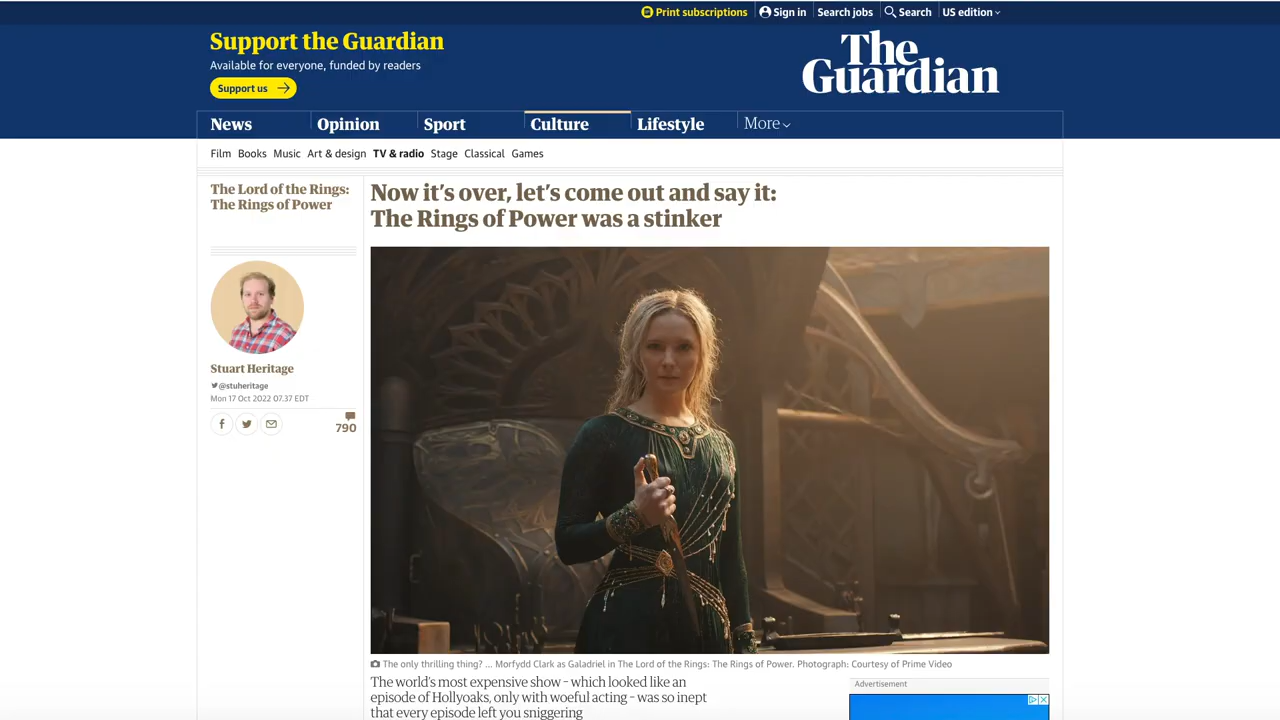 Print subscriptions
Sign in
Search jobs
Search
US edition
Support the Guardian
Available for everyone, funded by readers
Support us
The
Guardian
News
Opinion
Sport
Culture
Lifestyle
More
Film Books Music Art & design TV & radio Stage Classical Games
The Lord of the Rings:
The Rings of Power
Now it's over, let's come out and say it:
The Rings of Power was a stinker
Stuart Heritage
@stuheritage
Mon 17 Oct 2022 07.37 EDT
790
The only thrilling thing? ... Morfydd Clark as Galadriel in The Lord of the Rings: The Rings of Power. Photograph: Courtesy of Prime Video
The world's most expensive show – which looked like an
episode of Hollyoaks, only with woeful acting – was so inept
that every episode left you sniggering
Advertisement